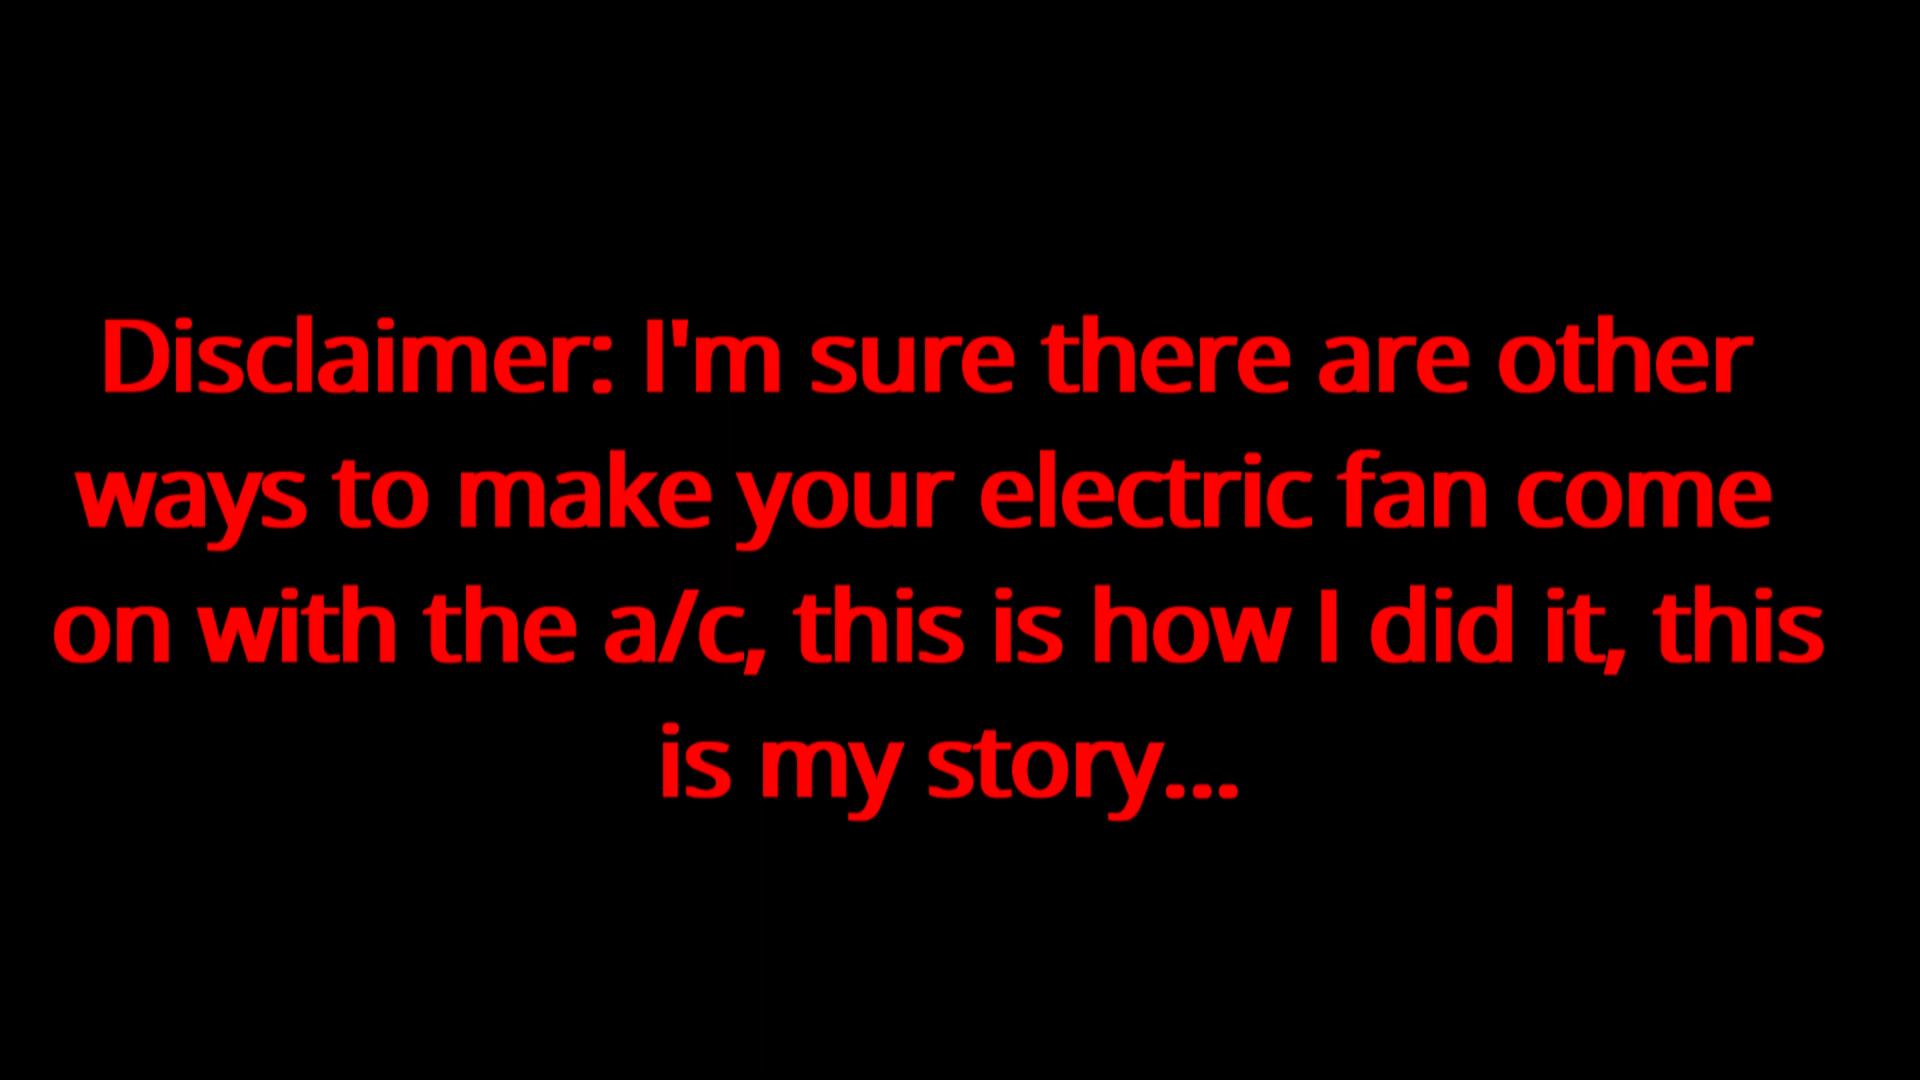 Disclaimer: I'm sure there are other
ways to make your electric fan come
on with the a/c, this is how I did it, this
is my story...